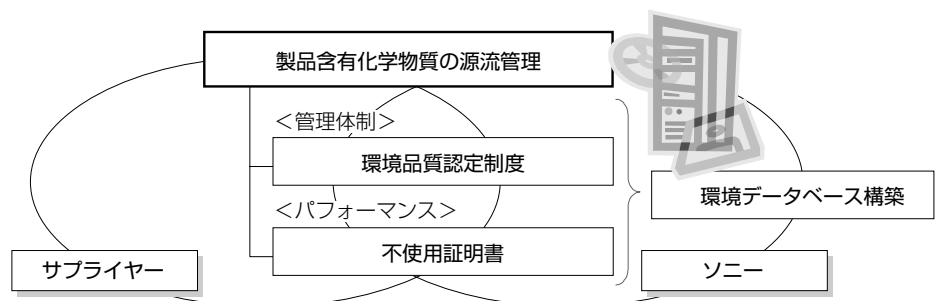 製品含有化学物質の源流管理
<管理体制>
環境品質認定制度
<パフォーマンス>
環境データベース構築
不使用証明書
サプライヤー
ソニー